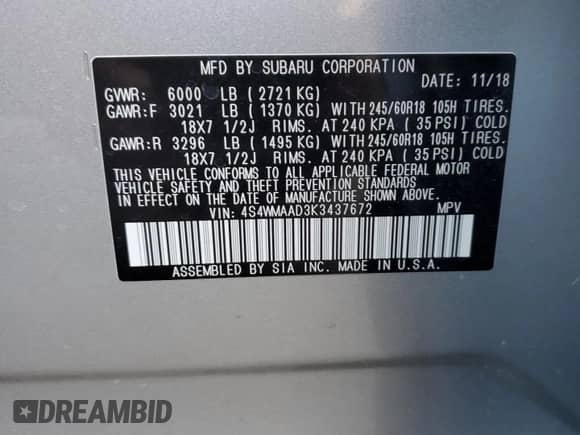 MFD BY SUBARU CORPORATION
DATE: 11/18
GVWR: 6000 LB ( 2721 KG)
GAWR:F 3021 LB ( 1370 KG) WITH 245/60R18 105H TIRES.
18X7 1/2J RIMS. AT 240 KPA ( 35 PSI) COLD
GAWR:R 3296 LB ( 1495 KG) WITH 245/60R18 105H TIRES.
18X7 1/2J RIMS. AT 240 KPA ( 35 PSI) COLD
THIS VEHICLE CONFORMS TO ALL APPLICABLE FEDERAL MOTOR
VEHICLE SAFETY AND THEFT PREVENTION STANDARDS
IN EFFECT ON THE DATE OF MANUFACTURE SHOWN ABOVE.
VIN: 4S4WMAAD3K3437672 MPV
ASSEMBLED BY SIA INC. MADE IN U.S.A.
DREAMBID